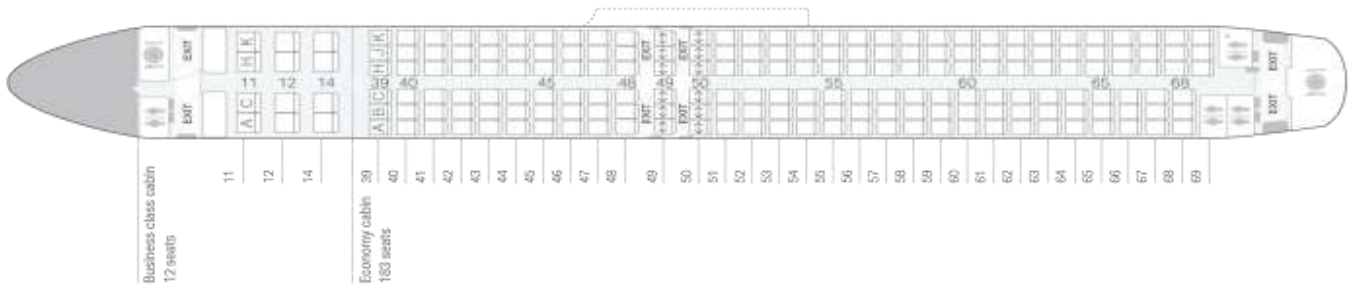 EXIT
EXIT
EXIT
EXIT
K
H
K
J
H
11 12 14 39 40 45 48 49 50 55 60 65 68
C
A
C
B
A
EXIT
EXIT
EXIT
EXIT
11
12
14
39
40
41
42
43
44
45
46
47
48
49
50
51
52
53
54
55
56
57
58
59
60
61
62
63
64
65
66
67
68
69
Business class cabin
12 seats
Economy cabin
183 seats